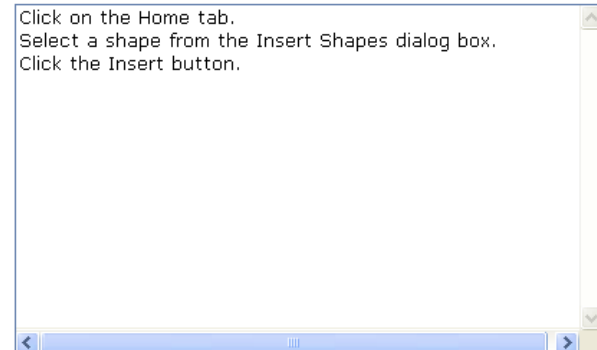 Click on the Home tab.
Select a shape from the Insert Shapes dialog box.
Click the Insert button.